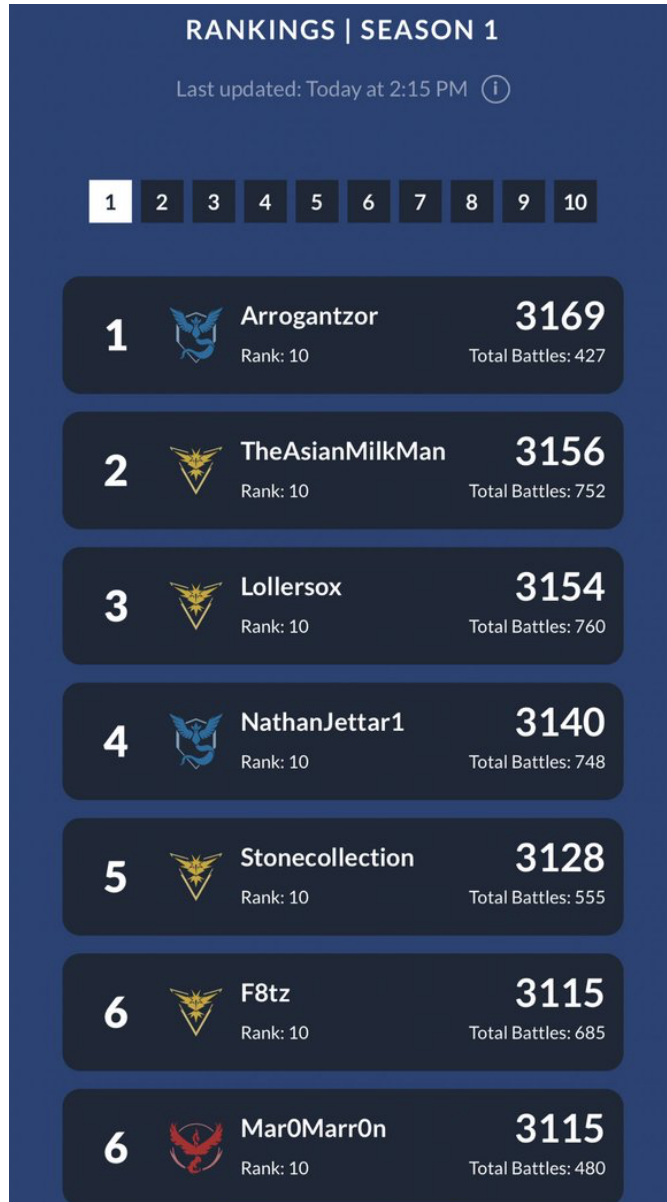 RANKINGS | SEASON 1
Last updated: Today at 2:15 PM i
1 2 3 4 5 6 7 8 9 10
1
Arrogantzor
3169
Rank: 10
Total Battles: 427
2
TheAsianMilkMan
3156
Rank: 10
Total Battles: 752
3
Lollersox
3154
Rank: 10
Total Battles: 760
4
NathanJettar1
3140
Rank: 10
Total Battles: 748
5
Stonecollection
3128
Rank: 10
Total Battles: 555
6
F8tz
3115
Rank: 10
Total Battles: 685
6
Mar0Marr0n
3115
Rank: 10
Total Battles: 480